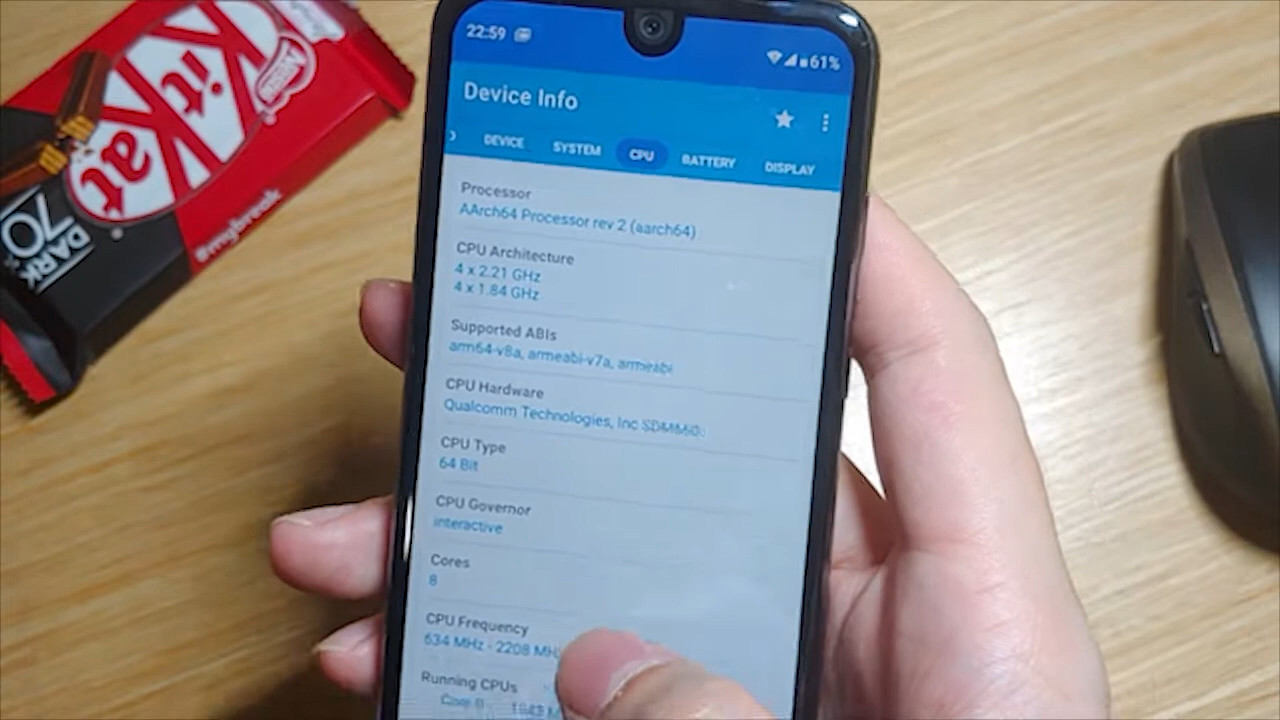 KitKat
Nestle
#mybreak
DARK
70
22:59
61%
Device Info
DEVICE
SYSTEM
CPU
BATTERY
DISPLAY
Processor
AArch64 Processor rev 2 (aarch64)
CPU Architecture
4 x 2.21 GHz
4 x 1.84 GHz
Supported ABIs
arm64-v8a, armeabi-v7a, armeabi
CPU Hardware
Qualcomm Technologies, Inc
CPU Type
64 Bit
CPU Governor
interactive
Cores
8
CPU Frequency
634 MHz - 2208
Running CPUs